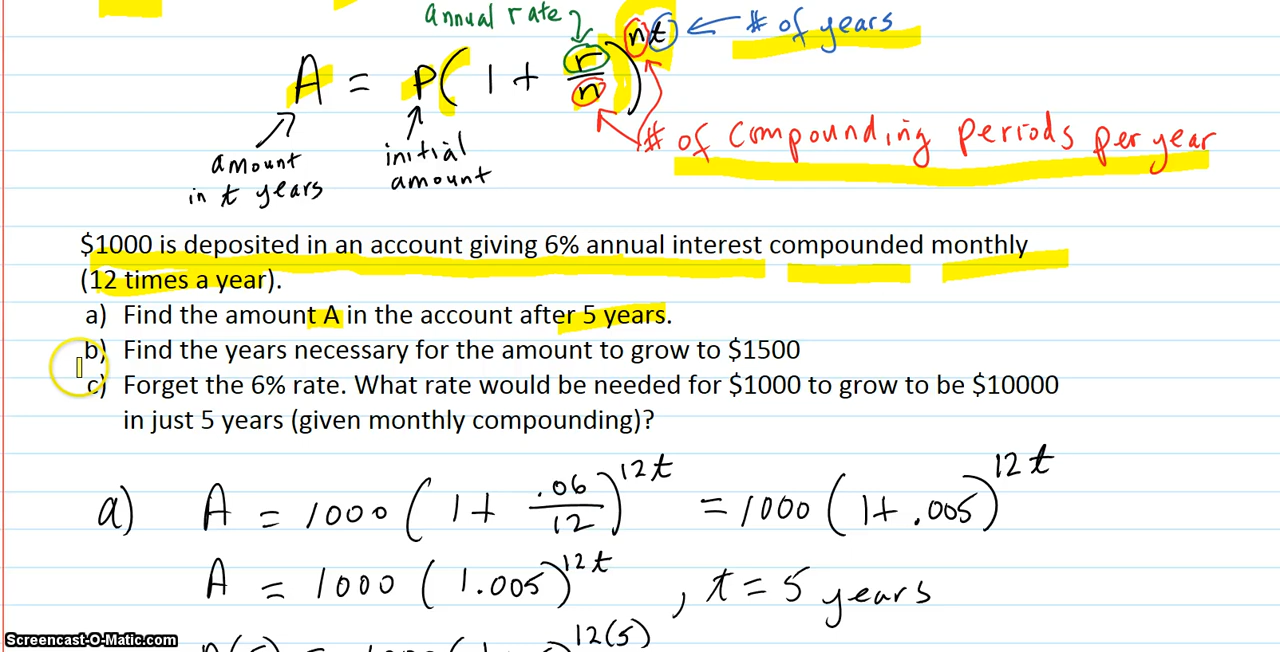 annual rate
A = P(1 + r/n)^nt ← # of years
amount in t years
initial amount
# of compounding periods per year
$1000 is deposited in an account giving 6% annual interest compounded monthly
(12 times a year).
a) Find the amount A in the account after 5 years.
b) Find the years necessary for the amount to grow to $1500
c) Forget the 6% rate. What rate would be needed for $1000 to grow to be $10000
in just 5 years (given monthly compounding)?
a) A = 1000(1 + .06/12)^12t = 1000(1 + .005)^12t
A = 1000(1.005)^12t, t = 5 years
12(5)
Screencast-O-Matic.com